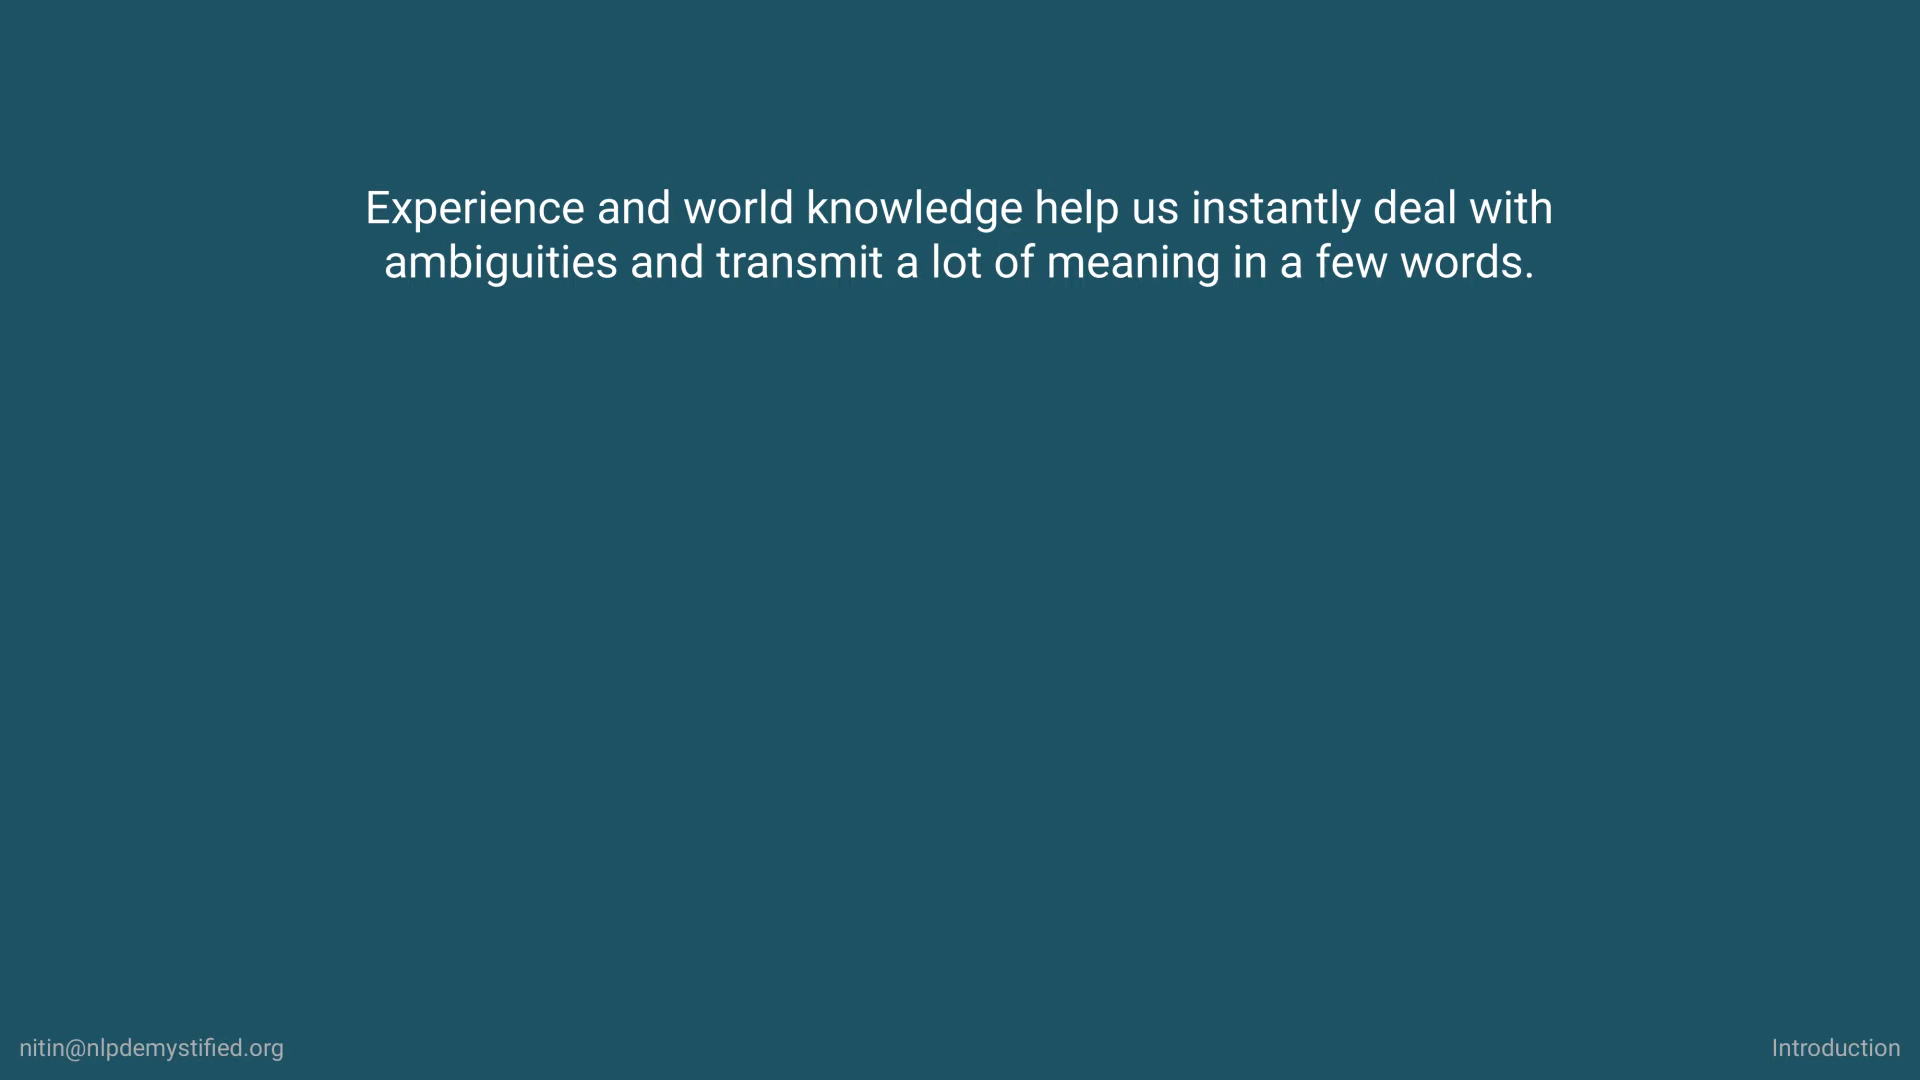 Experience and world knowledge help us instantly deal with
ambiguities and transmit a lot of meaning in a few words.
nitin@nlpdemystified.org
Introduction